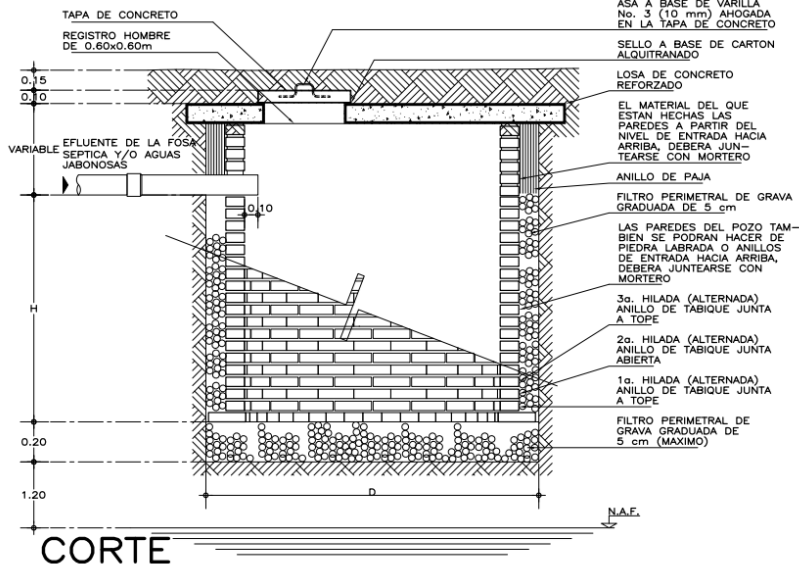 TAPA DE CONCRETO
REGISTRO HOMBRE
DE 0.60x0.60m
0.15
0.10
VARIABLE
EFLUENTE DE LA FOSA
SEPTICA Y/O AGUAS
JABONOSAS
0.10
H
0.20
1.20
D
N.A.F.
CORTE
ASA A BASE DE VARILLA
No. 3 (10 mm) AHOGADA
EN LA TAPA DE CONCRETO
SELLO A BASE DE CARTON
ALQUITRANADO
LOSA DE CONCRETO
REFORZADO
EL MATERIAL DEL QUE
ESTAN HECHAS LAS
PAREDES A PARTIR DEL
NIVEL DE ENTRADA HACIA
ARRIBA, DEBERA JUN-
TEARSE CON MORTERO
ANILLO DE PAJA
FILTRO PERIMETRAL DE GRAVA
GRADUADA DE 5 cm
LAS PAREDES DEL POZO TAM-
BIEN SE PODRAN HACER DE
PIEDRA LABRADA O ANILLOS
DE ENTRADA HACIA ARRIBA,
DEBERA JUNTEARSE CON
MORTERO
3a. HILADA (ALTERNADA)
ANILLO DE TABIQUE JUNTA
A TOPE
2a. HILADA (ALTERNADA)
ANILLO DE TABIQUE JUNTA
ABIERTA
1a. HILADA (ALTERNADA)
ANILLO DE TABIQUE JUNTA
A TOPE
FILTRO PERIMETRAL DE
GRAVA GRADUADA DE
5 cm (MAXIMO)